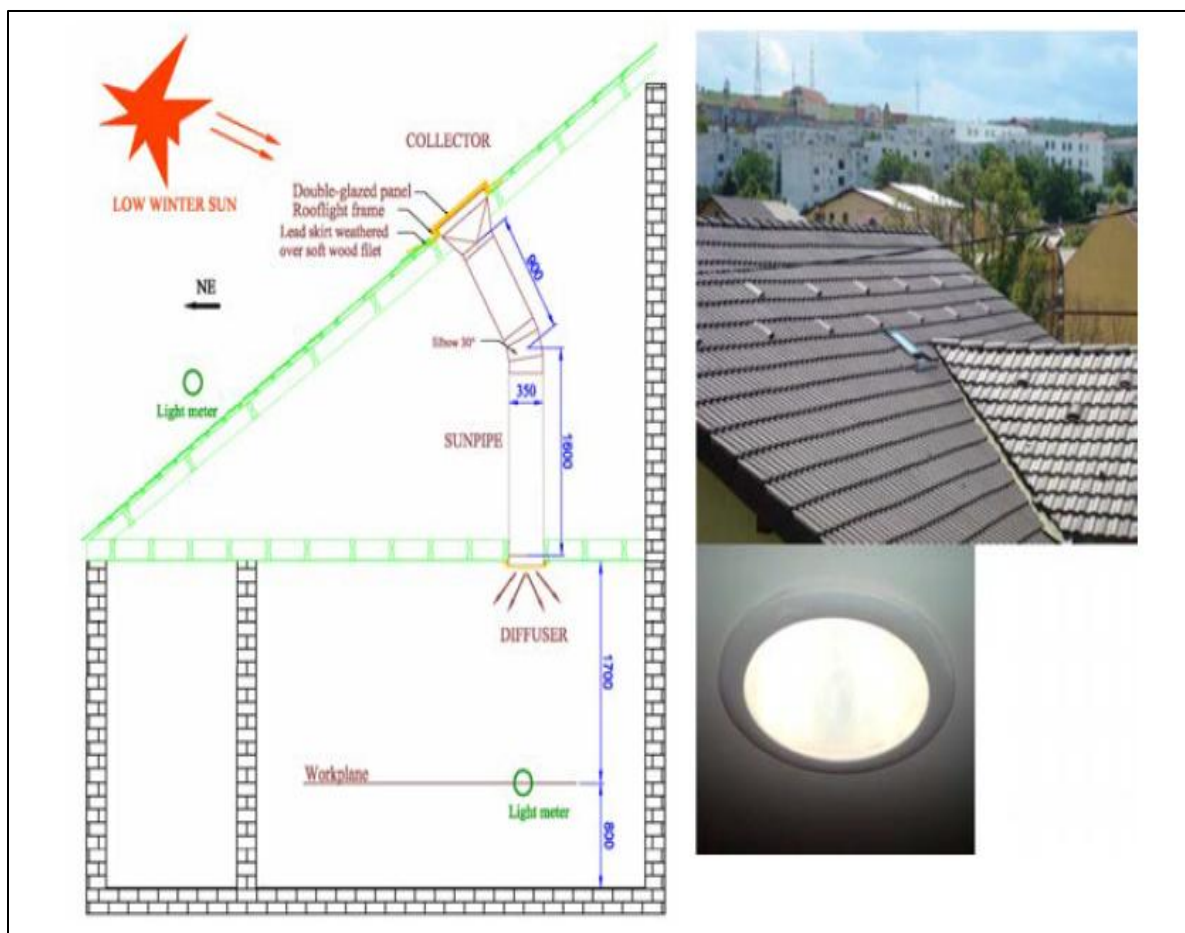 COLLECTOR
Double-glazed panel
Rooflight frame
Lead skirt weathered
over soft wood filet
LOW WINTER SUN
NE
Elbow 30°
350
Light meter
SUNPIPE
1600
DIFFUSER
1700
Workplane
Light meter
800